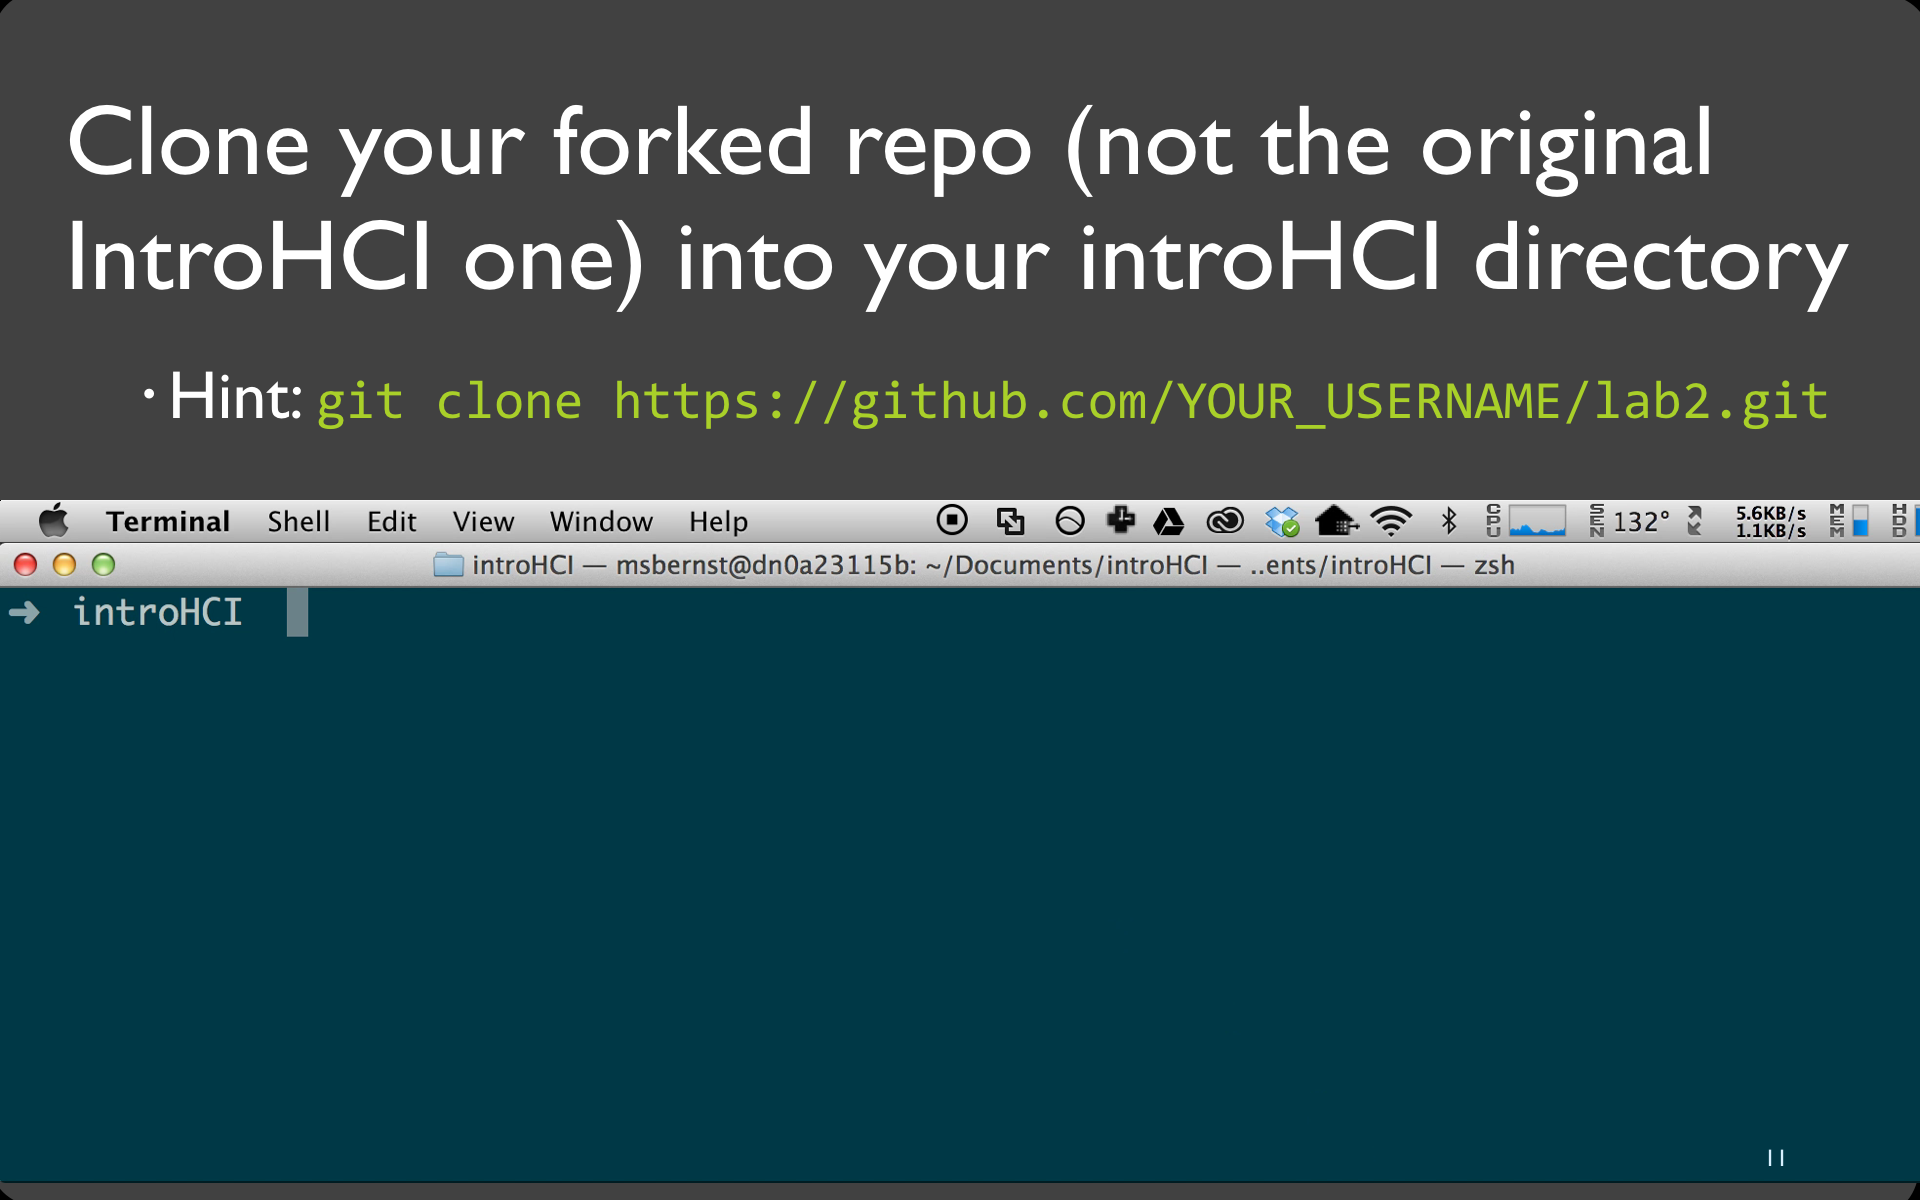 Clone your forked repo (not the original
IntroHCI one) into your introHCI directory
• Hint: git clone https://github.com/YOUR_USERNAME/lab2.git
Terminal Shell Edit View Window Help CPU SEN 132° 5.6KB/s 1.1KB/s MEM HDD
introHCI — msbernst@dn0a23115b: ~/Documents/introHCI — ..ents/introHCI — zsh
➜ introHCI
11